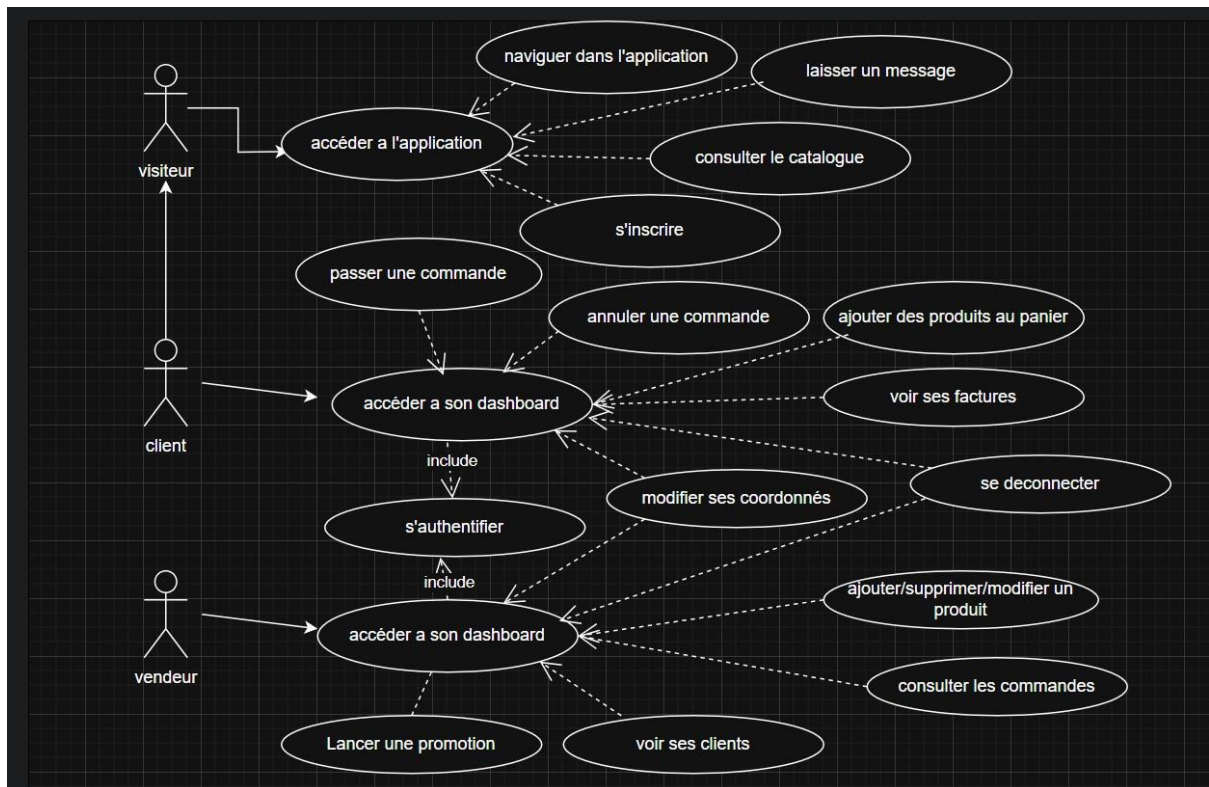 naviguer dans l'application
laisser un message
accéder a l'application
visiteur
consulter le catalogue
s'inscrire
passer une commande
annuler une commande
ajouter des produits au panier
accéder a son dashboard
voir ses factures
client
include
se deconnecter
modifier ses coordonnés
s'authentifier
include
ajouter/supprimer/modifier un
produit
accéder a son dashboard
vendeur
consulter les commandes
Lancer une promotion
voir ses clients